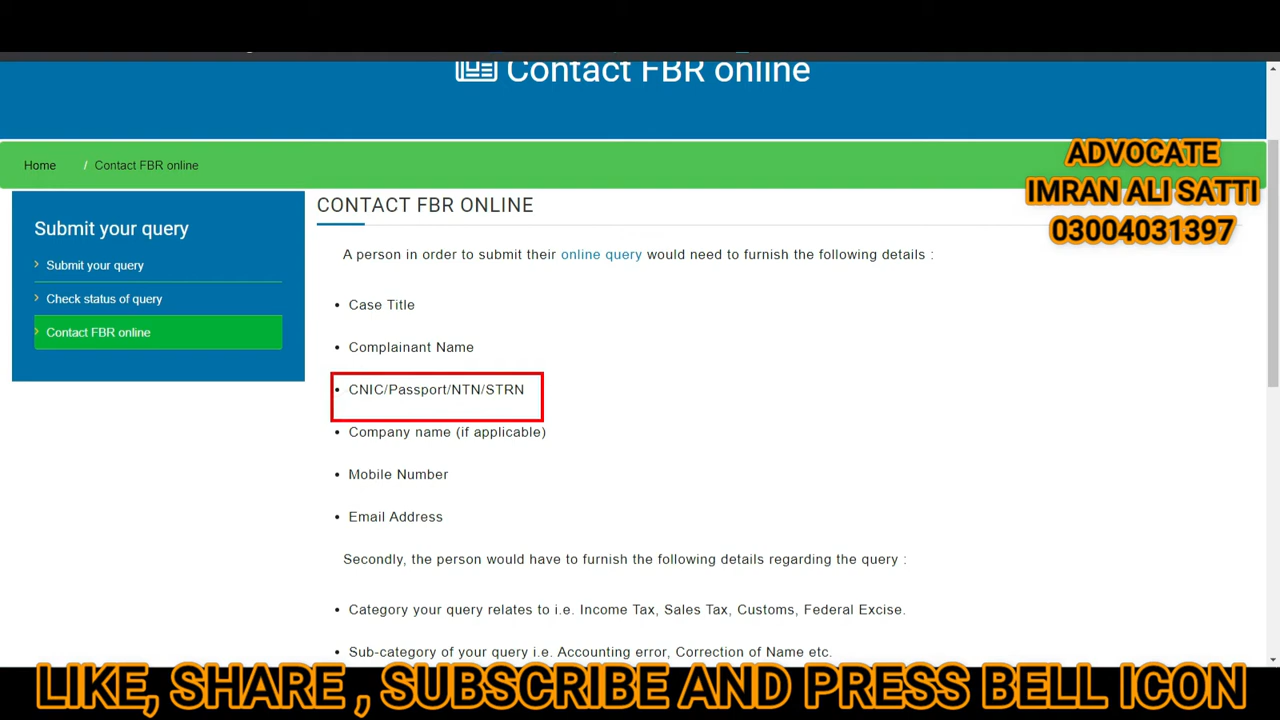 Contact FBR online
Home / Contact FBR online
ADVOCATE
IMRAN ALI SATTI
03004031397
Submit your query
Submit your query
Check status of query
Contact FBR online
CONTACT FBR ONLINE
A person in order to submit their online query would need to furnish the following details :
• Case Title
• Complainant Name
• CNIC/Passport/NTN/STRN
• Company name (if applicable)
• Mobile Number
• Email Address
Secondly, the person would have to furnish the following details regarding the query :
• Category your query relates to i.e. Income Tax, Sales Tax, Customs, Federal Excise.
• Sub-category of your query i.e. Accounting error, Correction of Name etc.
LIKE, SHARE , SUBSCRIBE AND PRESS BELL ICON